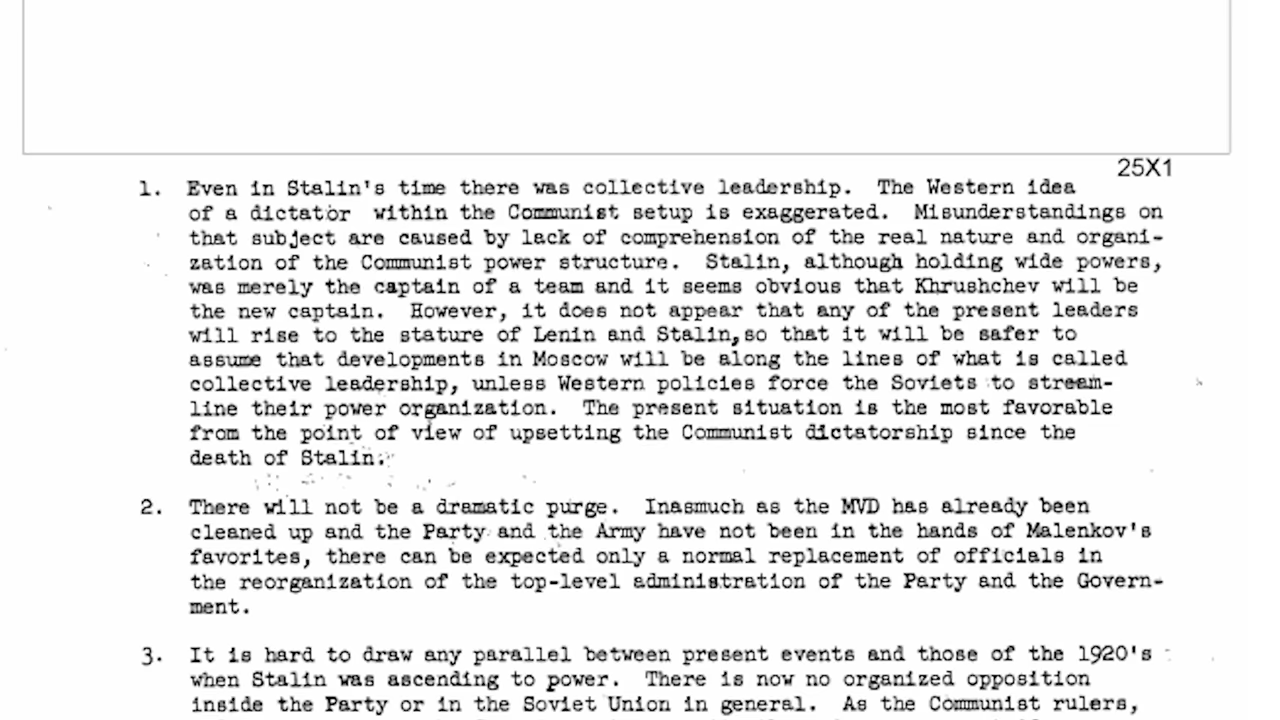 25X1
1. Even in Stalin's time there was collective leadership. The Western idea
of a dictator within the Communist setup is exaggerated. Misunderstandings on
that subject are caused by lack of comprehension of the real nature and organi-
zation of the Communist power structure. Stalin, although holding wide powers,
was merely the captain of a team and it seems obvious that Khrushchev will be
the new captain. However, it does not appear that any of the present leaders
will rise to the stature of Lenin and Stalin,so that it will be safer to
assume that developments in Moscow will be along the lines of what is called
collective leadership, unless Western policies force the Soviets to stream-
line their power organization. The present situation is the most favorable
from the point of view of upsetting the Communist dictatorship since the
death of Stalin.
2. There will not be a dramatic purge. Inasmuch as the MVD has already been
cleaned up and the Party and the Army have not been in the hands of Malenkov's
favorites, there can be expected only a normal replacement of officials in
the reorganization of the top-level administration of the Party and the Govern-
ment.
3. It is hard to draw any parallel between present events and those of the 1920's
when Stalin was ascending to power. There is now no organized opposition
inside the Party or in the Soviet Union in general. As the Communist rulers,